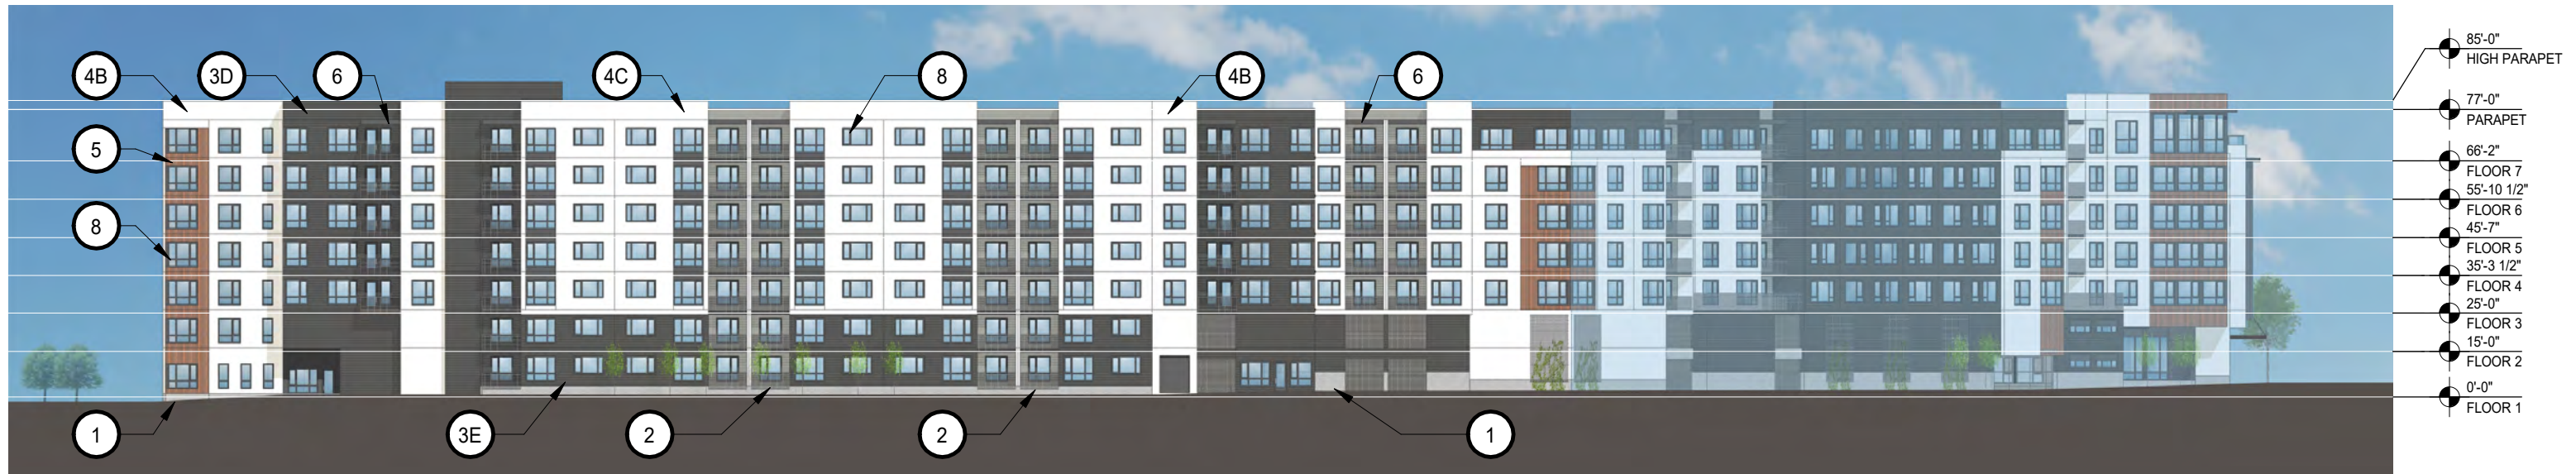 4B
3D
6
4C
8
4B
6
5
8
1
3E
2
2
1
85'-0"
HIGH PARAPET
77'-0"
PARAPET
66'-2"
FLOOR 7
55'-10 1/2"
FLOOR 6
45'-7"
FLOOR 5
35'-3 1/2"
FLOOR 4
25'-0"
FLOOR 3
15'-0"
FLOOR 2
0'-0"
FLOOR 1